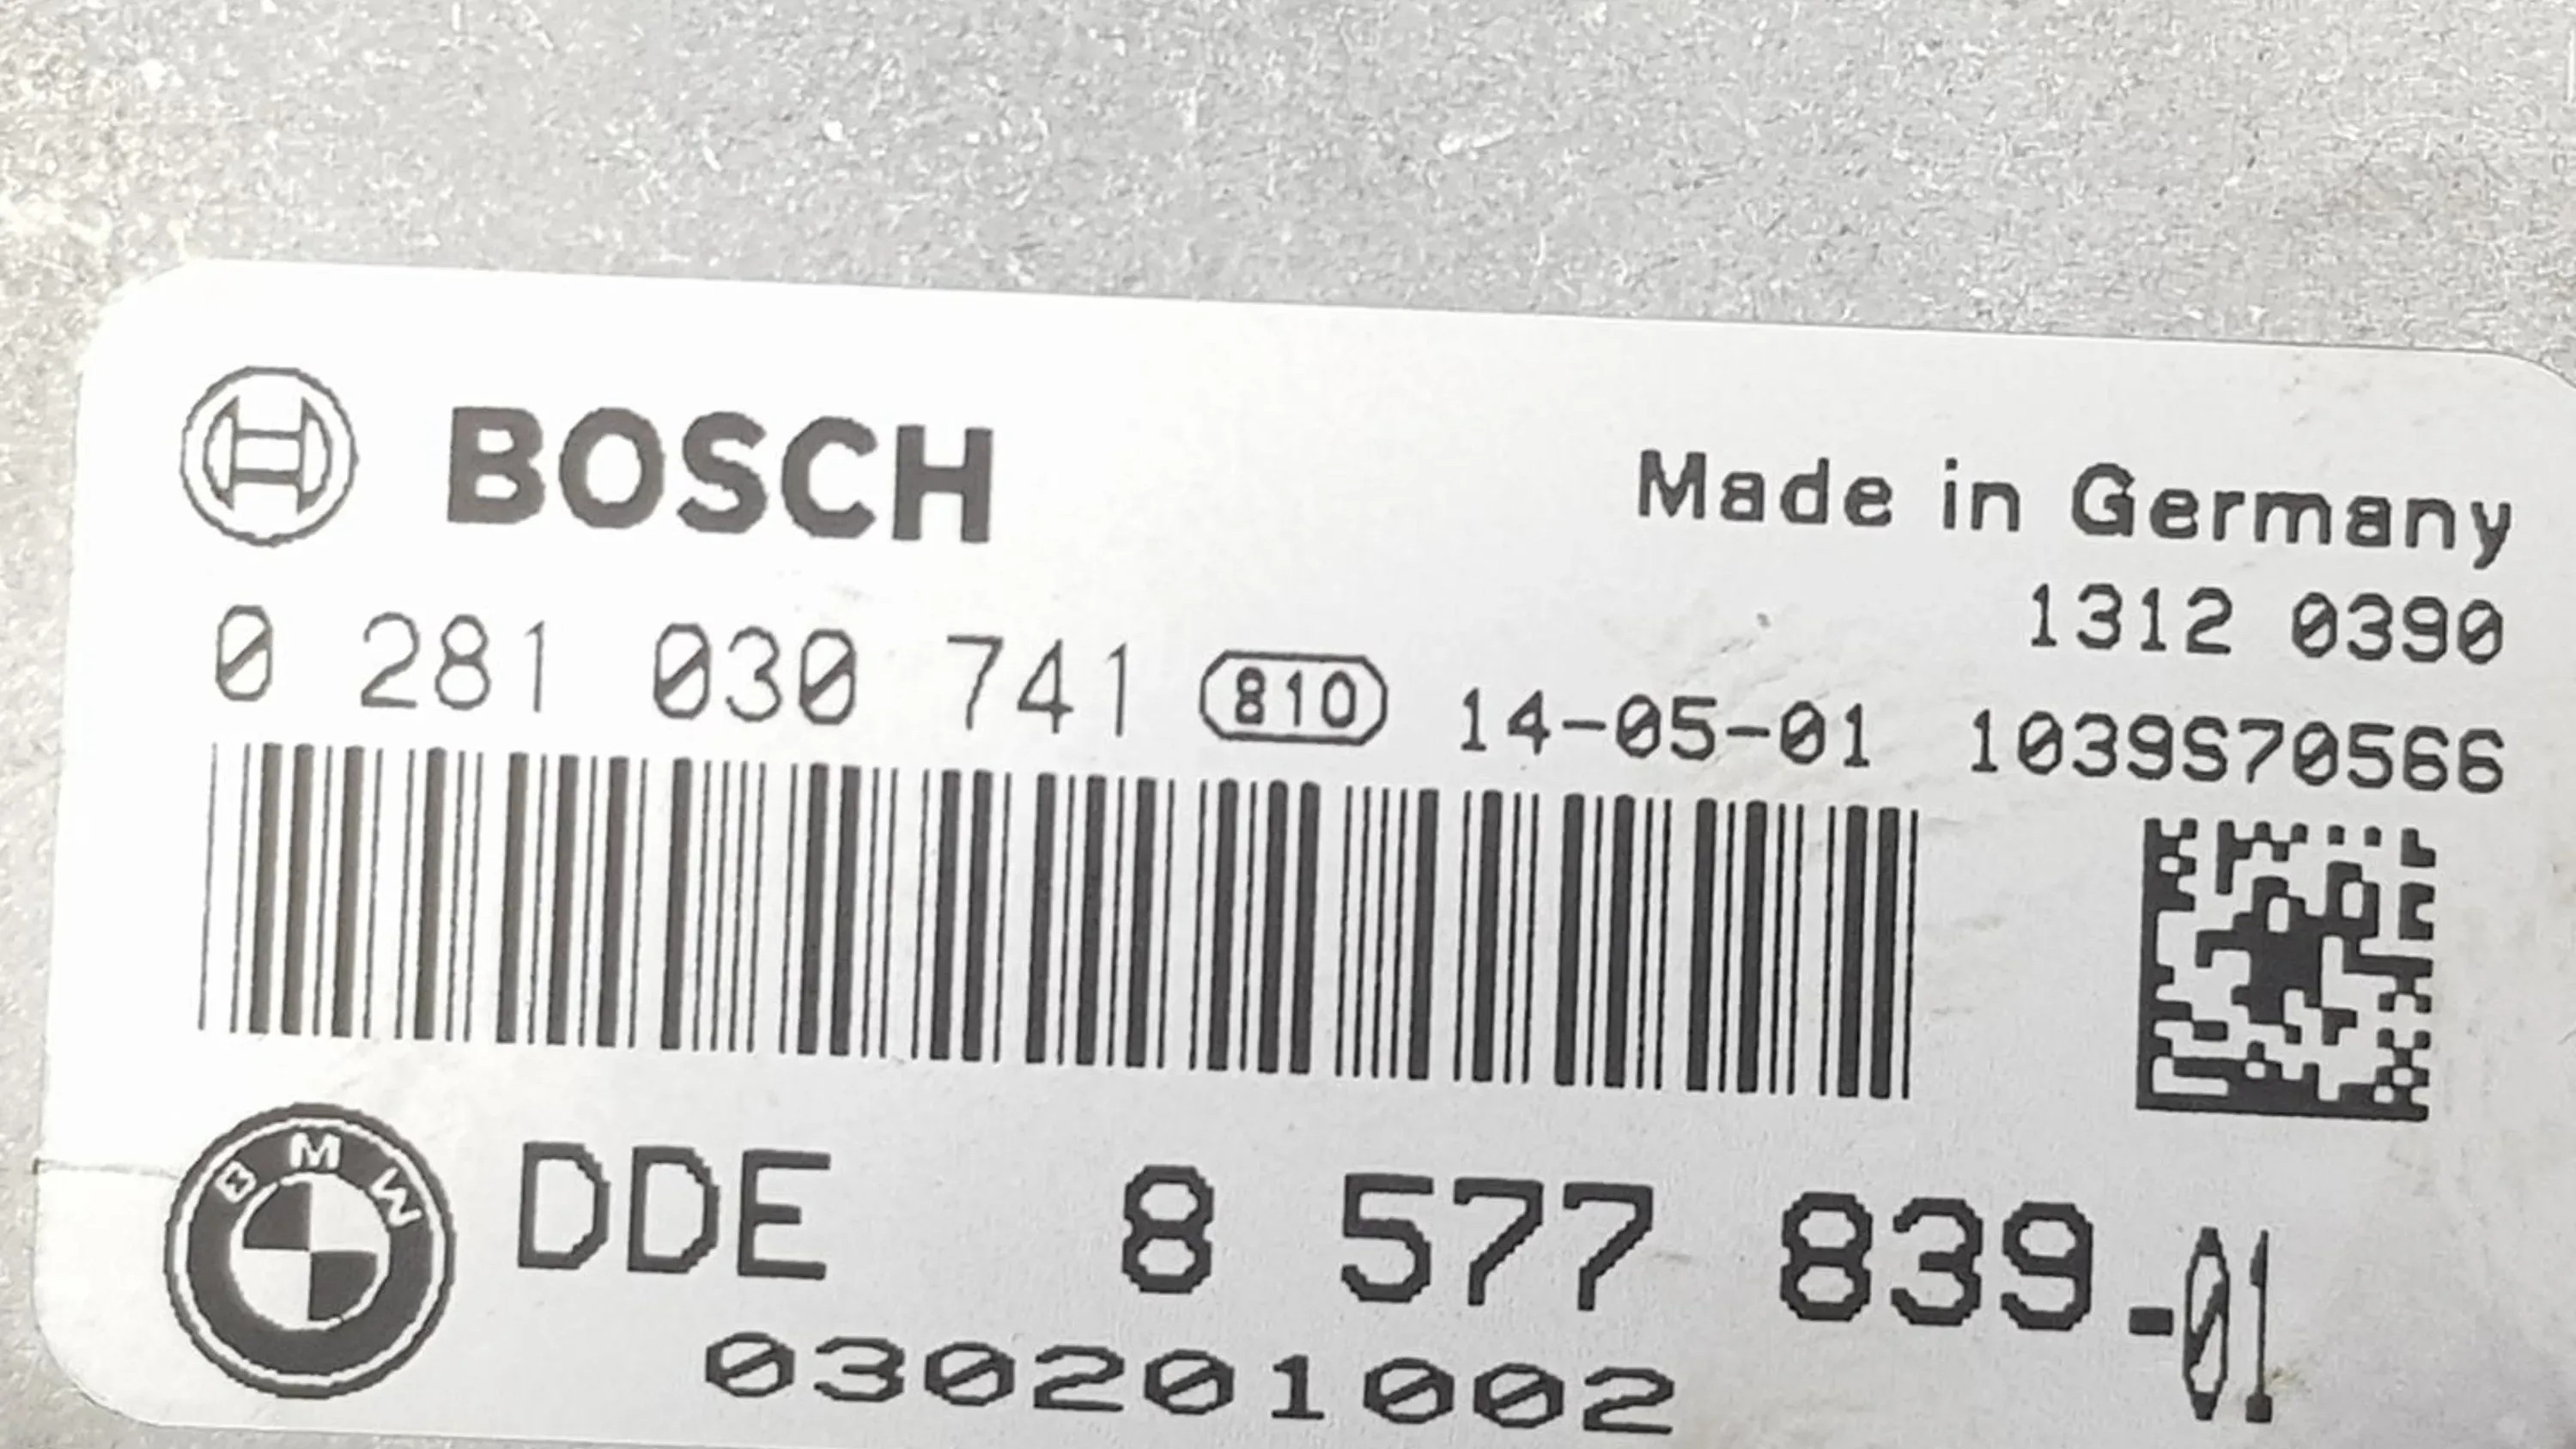 BOSCH
Made in Germany
1312 0390
0 281 030 741 810 14-05-01 1039S70566
BMW DDE 8 577 839-01
030201002